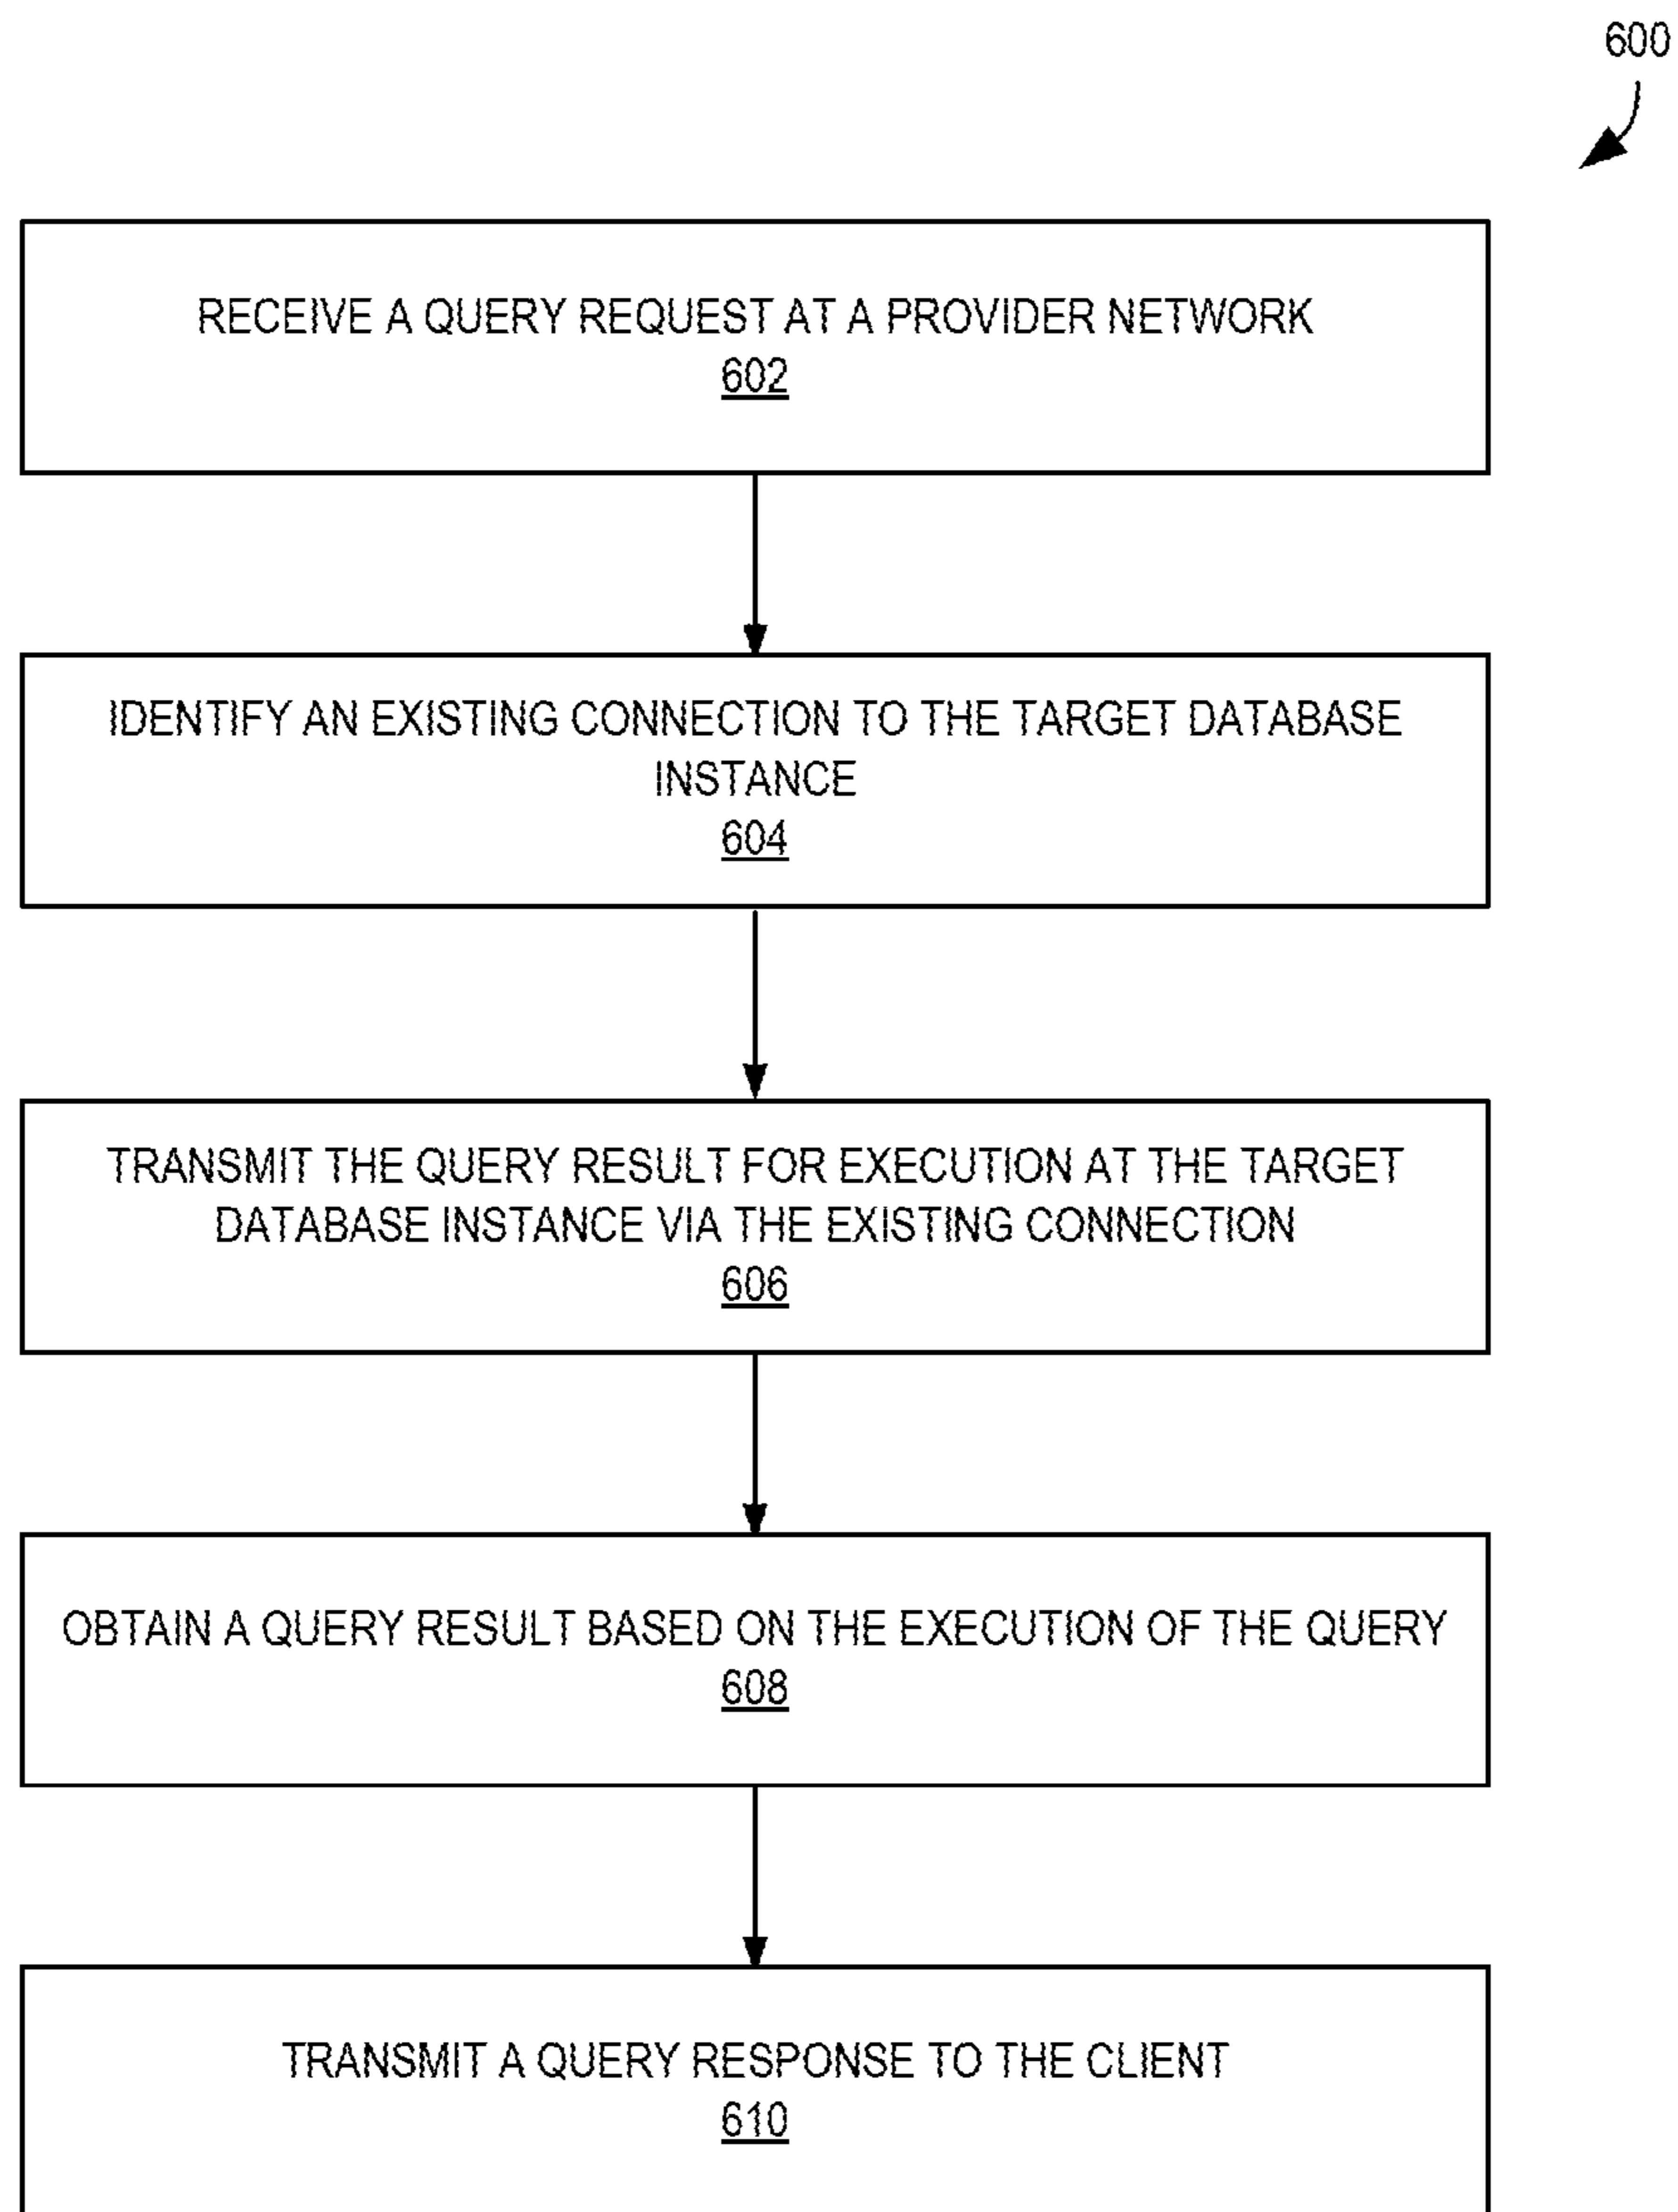 600
RECEIVE A QUERY REQUEST AT A PROVIDER NETWORK
602
IDENTIFY AN EXISTING CONNECTION TO THE TARGET DATABASE
INSTANCE
604
TRANSMIT THE QUERY RESULT FOR EXECUTION AT THE TARGET
DATABASE INSTANCE VIA THE EXISTING CONNECTION
606
OBTAIN A QUERY RESULT BASED ON THE EXECUTION OF THE QUERY
608
TRANSMIT A QUERY RESPONSE TO THE CLIENT
610